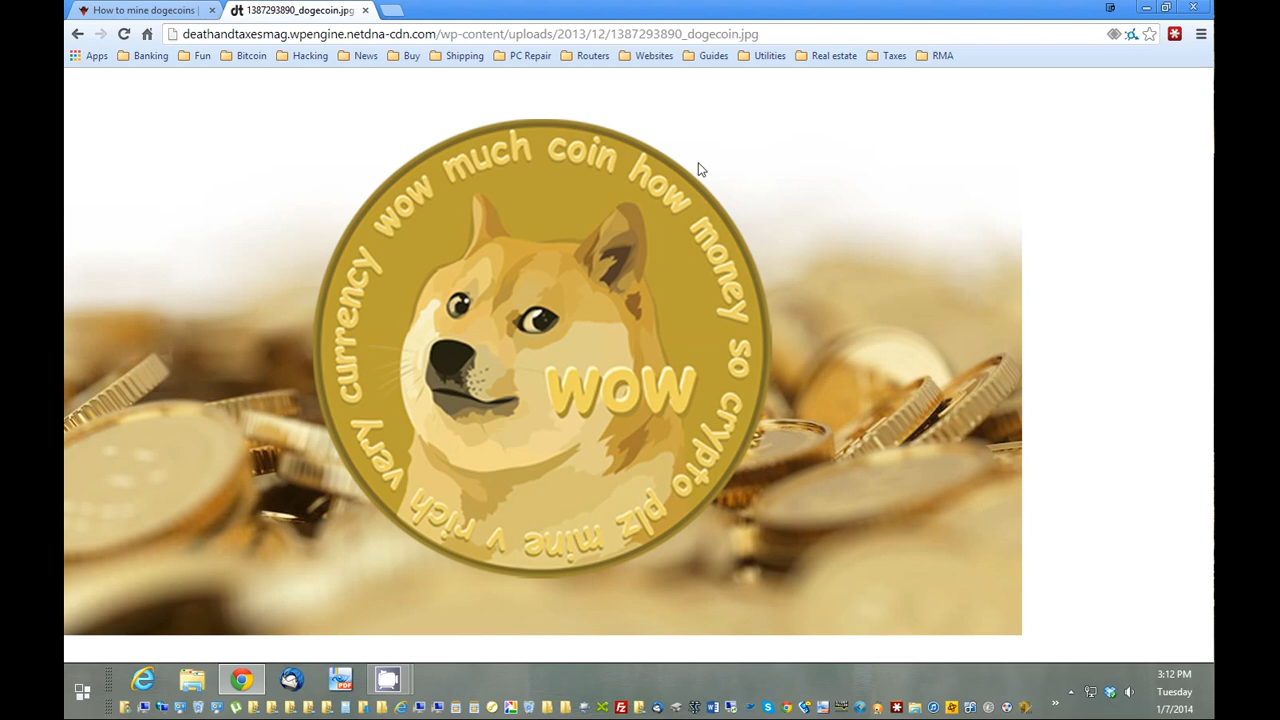 How to mine dogecoins |
dt 1387293890_dogecoin.jpg
deathandtaxesmag.wpengine.netdna-cdn.com/wp-content/uploads/2013/12/1387293890_dogecoin.jpg
Apps Banking Fun Bitcoin Hacking News Buy Shipping PC Repair Routers Websites Guides Utilities Real estate Taxes RMA
very currency wow much coin how money so crypto plz mine v rich
wow
PDF
3:12 PM
Tuesday
1/7/2014